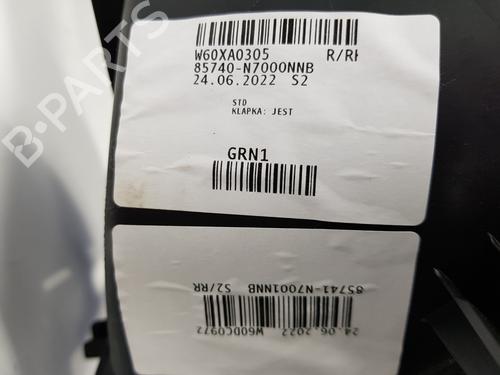 W60XA0305 R/RH
85740-N7000NNB
24.06.2022 S2
STD
KLAPKA: JEST
GRN1
85741-N7001NNB S2/RR
24.06.2022 W60DC0972
B-PARTS